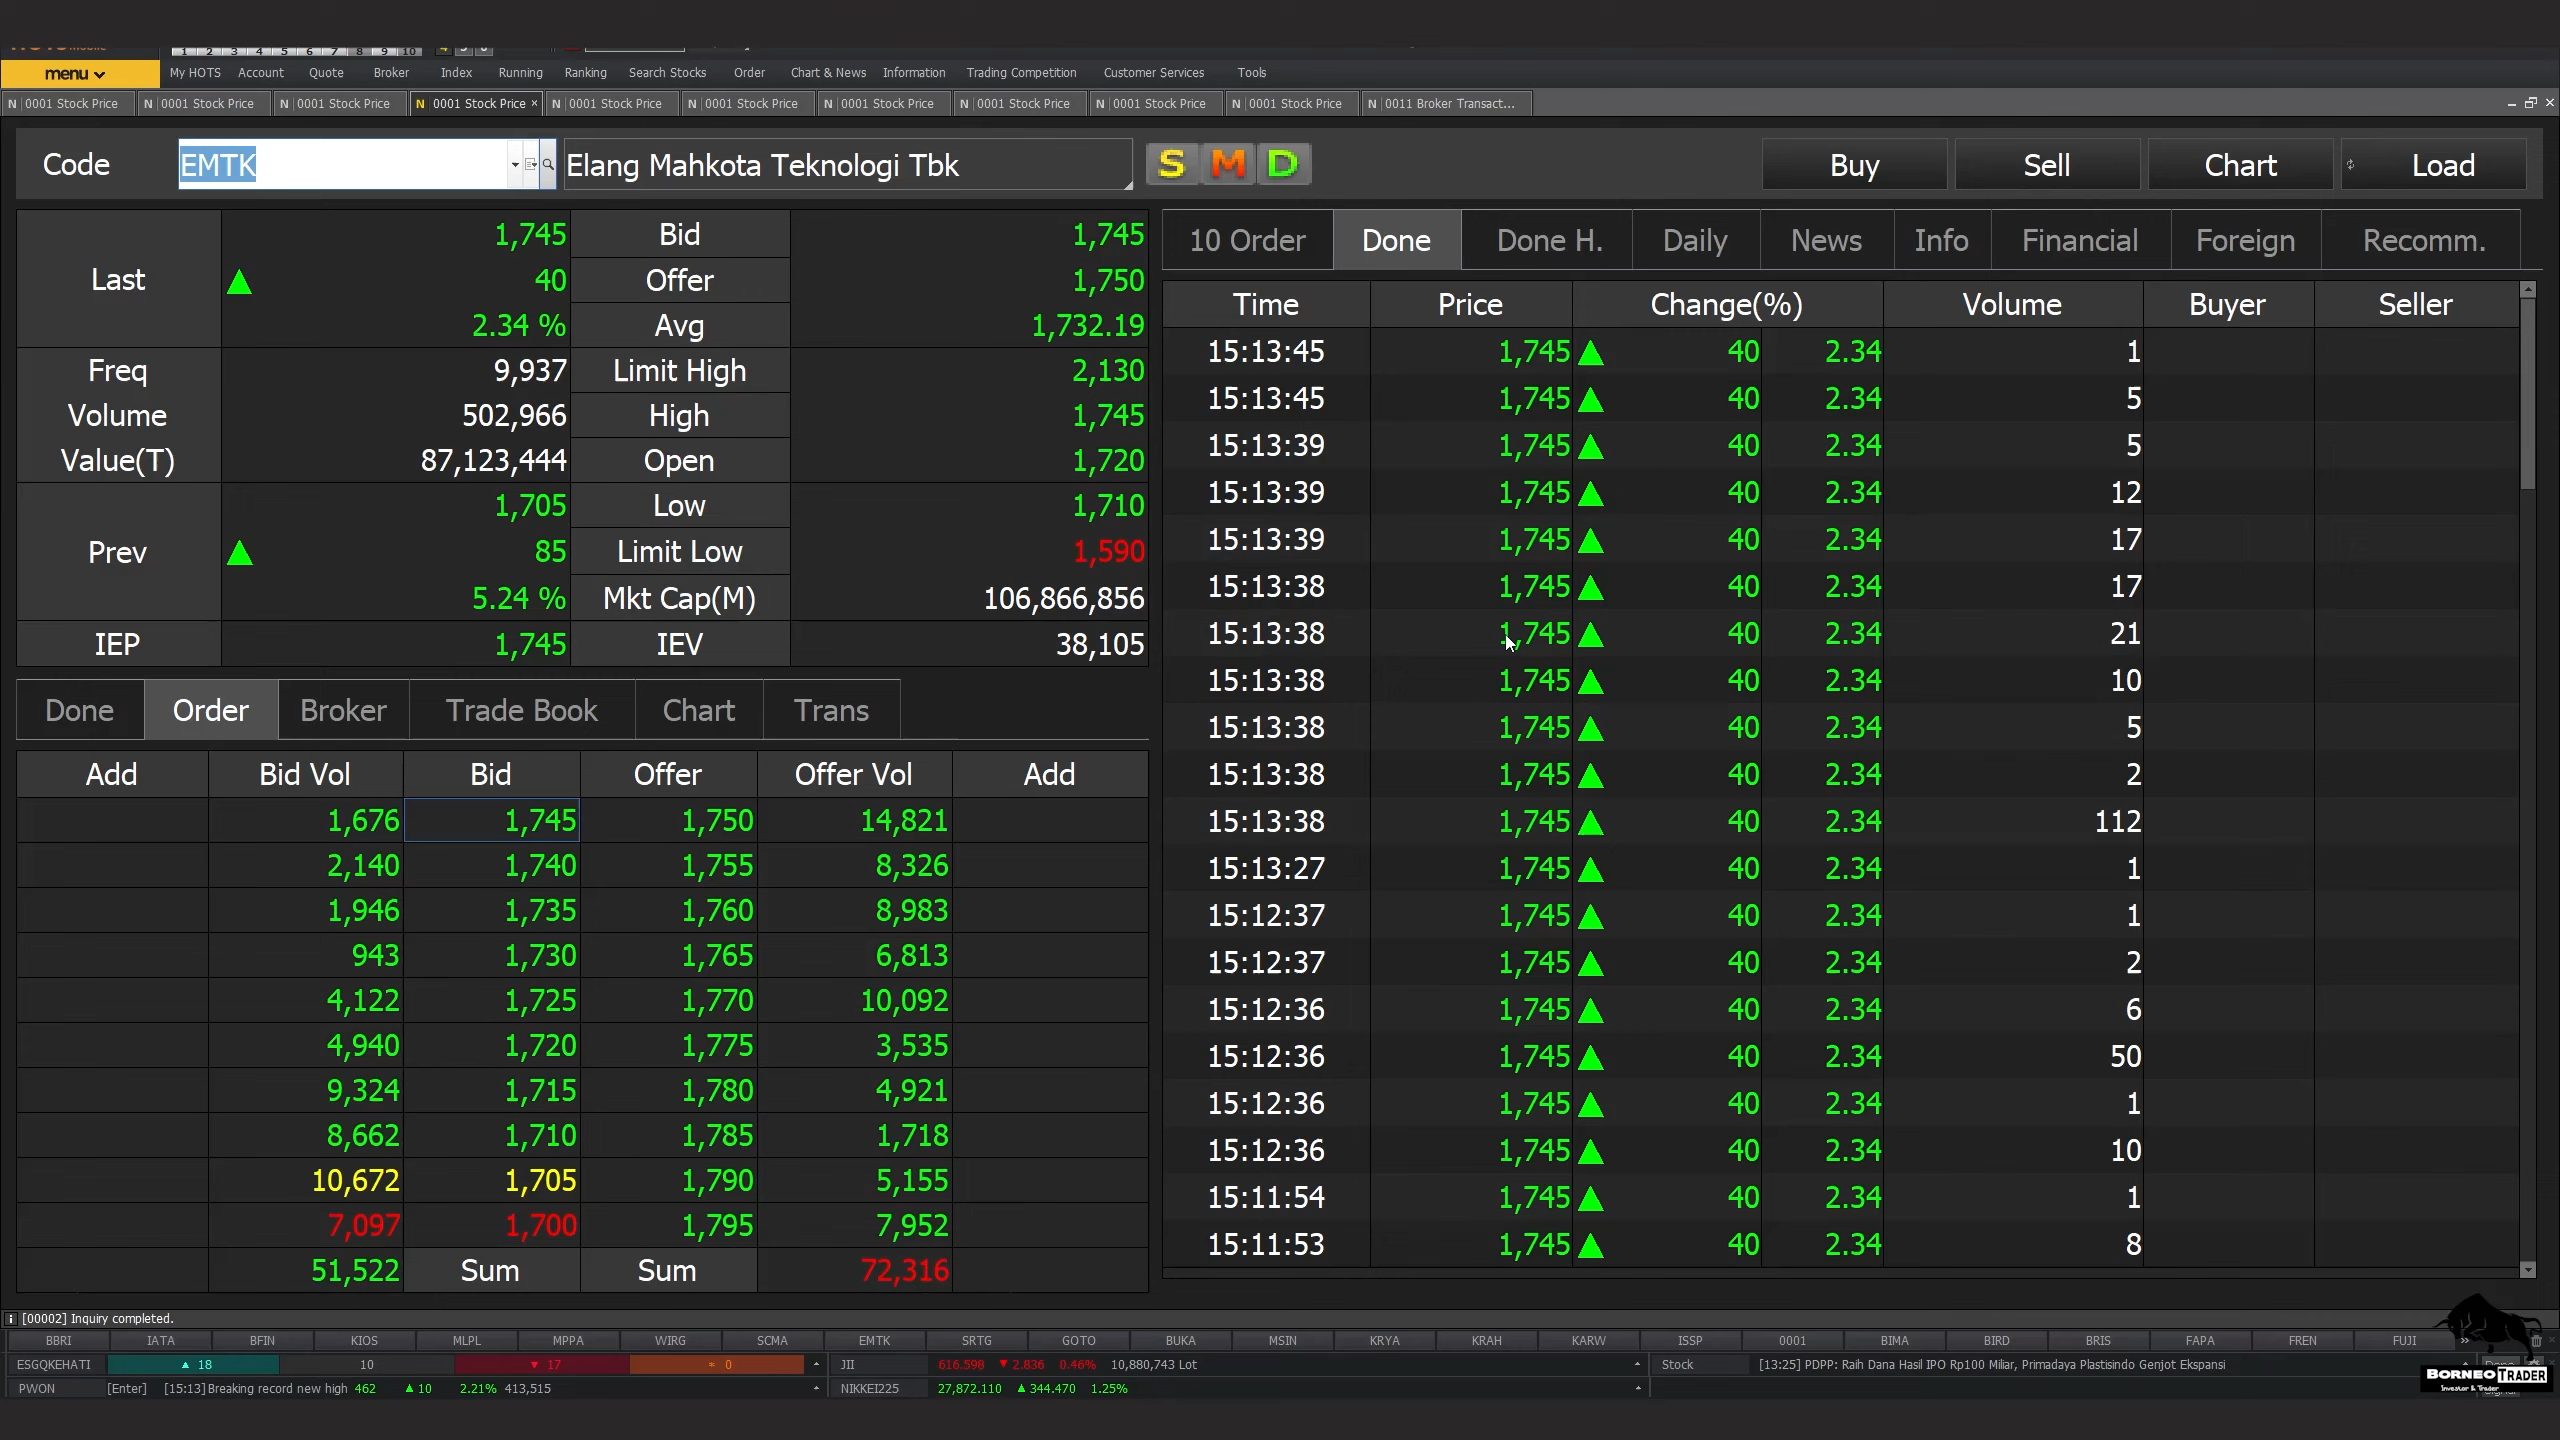 1 2 3 4 5 6 7 8 9 10
menu My HOTS Account Quote Broker Index Running Ranking Search Stocks Order Chart & News Information Trading Competition Customer Services Tools
N 0001 Stock Price N 0001 Stock Price N 0001 Stock Price N 0001 Stock Price × N 0001 Stock Price N 0001 Stock Price N 0001 Stock Price N 0001 Stock Price N 0001 Stock Price N 0001 Stock Price N 0011 Broker Transact...
Code EMTK Elang Mahkota Teknologi Tbk S M D Buy Sell Chart Load
Last 1,745 Bid 1,745
▲ 40 Offer 1,750
2.34 % Avg 1,732.19
Freq 9,937 Limit High 2,130
Volume 502,966 High 1,745
Value(T) 87,123,444 Open 1,720
Prev 1,705 Low 1,710
▲ 85 Limit Low 1,590
5.24 % Mkt Cap(M) 106,866,856
IEP 1,745 IEV 38,105
Done Order Broker Trade Book Chart Trans
Add Bid Vol Bid Offer Offer Vol Add
1,676 1,745 1,750 14,821
2,140 1,740 1,755 8,326
1,946 1,735 1,760 8,983
943 1,730 1,765 6,813
4,122 1,725 1,770 10,092
4,940 1,720 1,775 3,535
9,324 1,715 1,780 4,921
8,662 1,710 1,785 1,718
10,672 1,705 1,790 5,155
7,097 1,700 1,795 7,952
51,522 Sum Sum 72,316
10 Order Done Done H. Daily News Info Financial Foreign Recomm.
Time Price Change(%) Volume Buyer Seller
15:13:45 1,745 ▲ 40 2.34 1
15:13:45 1,745 ▲ 40 2.34 5
15:13:39 1,745 ▲ 40 2.34 5
15:13:39 1,745 ▲ 40 2.34 12
15:13:39 1,745 ▲ 40 2.34 17
15:13:38 1,745 ▲ 40 2.34 17
15:13:38 1,745 ▲ 40 2.34 21
15:13:38 1,745 ▲ 40 2.34 10
15:13:38 1,745 ▲ 40 2.34 5
15:13:38 1,745 ▲ 40 2.34 2
15:13:38 1,745 ▲ 40 2.34 112
15:13:27 1,745 ▲ 40 2.34 1
15:12:37 1,745 ▲ 40 2.34 1
15:12:37 1,745 ▲ 40 2.34 2
15:12:36 1,745 ▲ 40 2.34 6
15:12:36 1,745 ▲ 40 2.34 50
15:12:36 1,745 ▲ 40 2.34 1
15:12:36 1,745 ▲ 40 2.34 10
15:11:54 1,745 ▲ 40 2.34 1
15:11:53 1,745 ▲ 40 2.34 8
[00002] Inquiry completed.
BBRI IATA BFIN KIOS MLPL MPPA WIRG SCMA EMTK SRTG GOTO BUKA MSIN KRYA KRAH KARW ISSP 0001 BIMA BIRD BRIS FAPA FREN FUJI
ESGQKEHATI ▲ 18 10 ▼ 17 * 0 JII 616.598 ▼ 2.836 0.46% 10,880,743 Lot Stock [13:25] PDPP: Raih Dana Hasil IPO Rp100 Miliar, Primadaya Plastisindo Genjot Ekspansi
PWON [Enter] [15:13]Breaking record new high 462 ▲ 10 2.21% 413,515 NIKKEI225 27,872.110 ▲ 344.470 1.25%
BORNEO TRADER
Investor & Trader